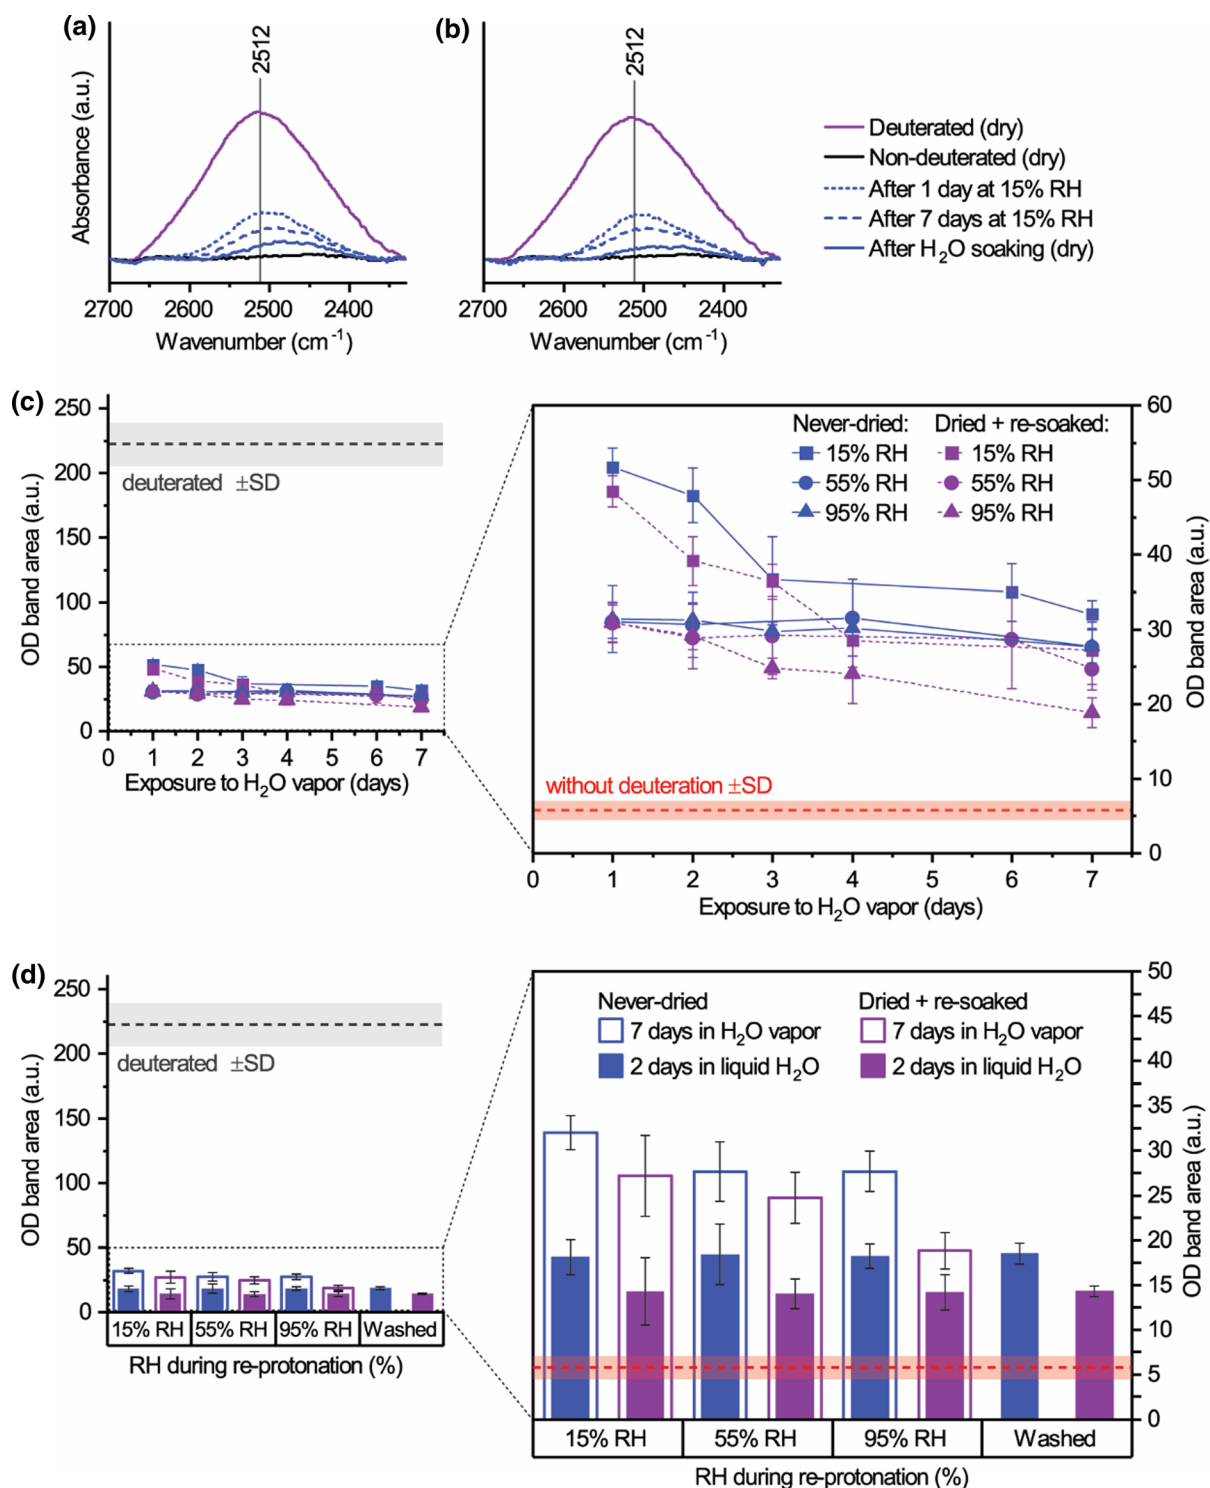 (a)
2512
Absorbance (a.u.)
2700 2600 2500 2400
Wavenumber (cm⁻¹)
(b)
2512
2700 2600 2500 2400
Wavenumber (cm⁻¹)
Deuterated (dry)
Non-deuterated (dry)
After 1 day at 15% RH
After 7 days at 15% RH
After H₂O soaking (dry)
(c)
OD band area (a.u.)
250
200
150
100
50
0
deuterated ±SD
0 1 2 3 4 5 6 7
Exposure to H₂O vapor (days)
Never-dried: Dried + re-soaked:
15% RH 15% RH
55% RH 55% RH
95% RH 95% RH
without deuteration ±SD
60
50
40
30
20
10
0
OD band area (a.u.)
0 1 2 3 4 5 6 7
Exposure to H₂O vapor (days)
(d)
OD band area (a.u.)
250
200
150
100
50
0
deuterated ±SD
15% RH 55% RH 95% RH Washed
RH during re-protonation (%)
Never-dried Dried + re-soaked
7 days in H₂O vapor 7 days in H₂O vapor
2 days in liquid H₂O 2 days in liquid H₂O
50
45
40
35
30
25
20
15
10
5
0
OD band area (a.u.)
15% RH 55% RH 95% RH Washed
RH during re-protonation (%)